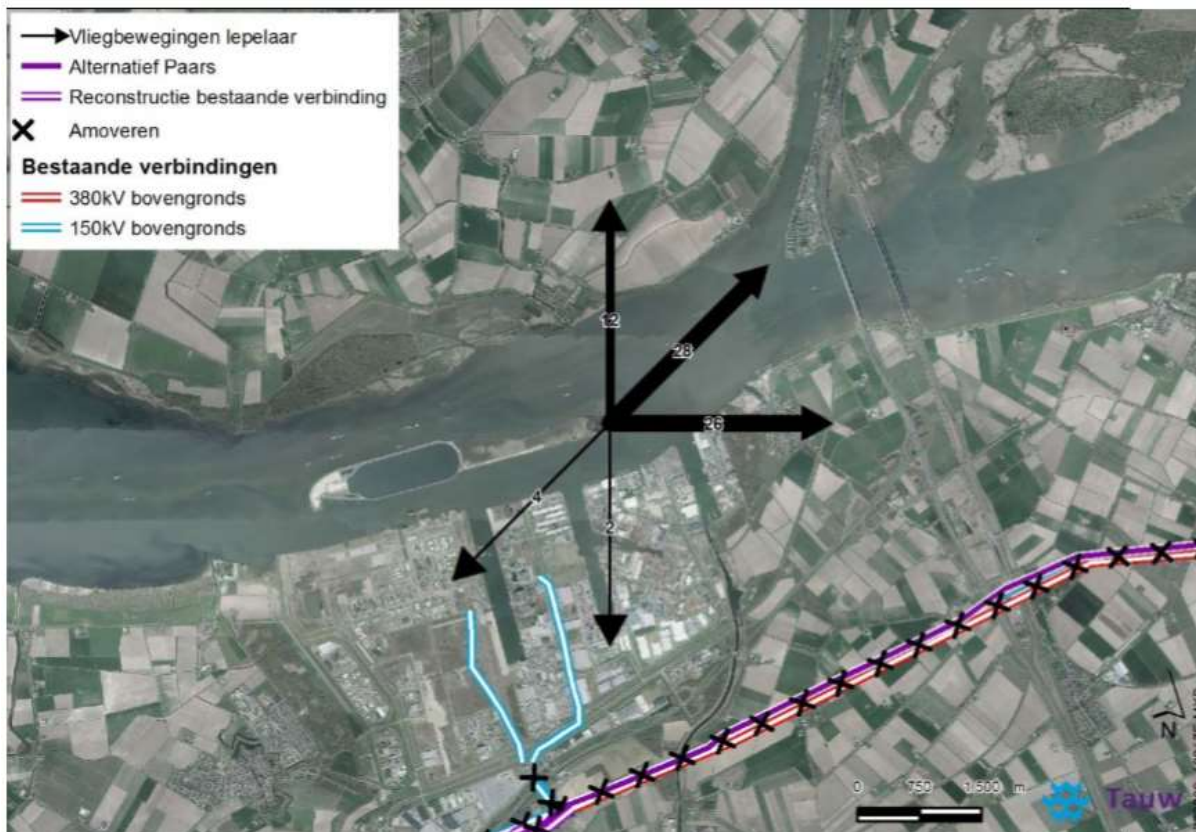 Vliegbewegingen lepelaar
Alternatief Paars
Reconstructie bestaande verbinding
Amoveren
Bestaande verbindingen
380kV bovengronds
150kV bovengronds
12
28
26
4
2
N
0 750 1.500 m
Tauw